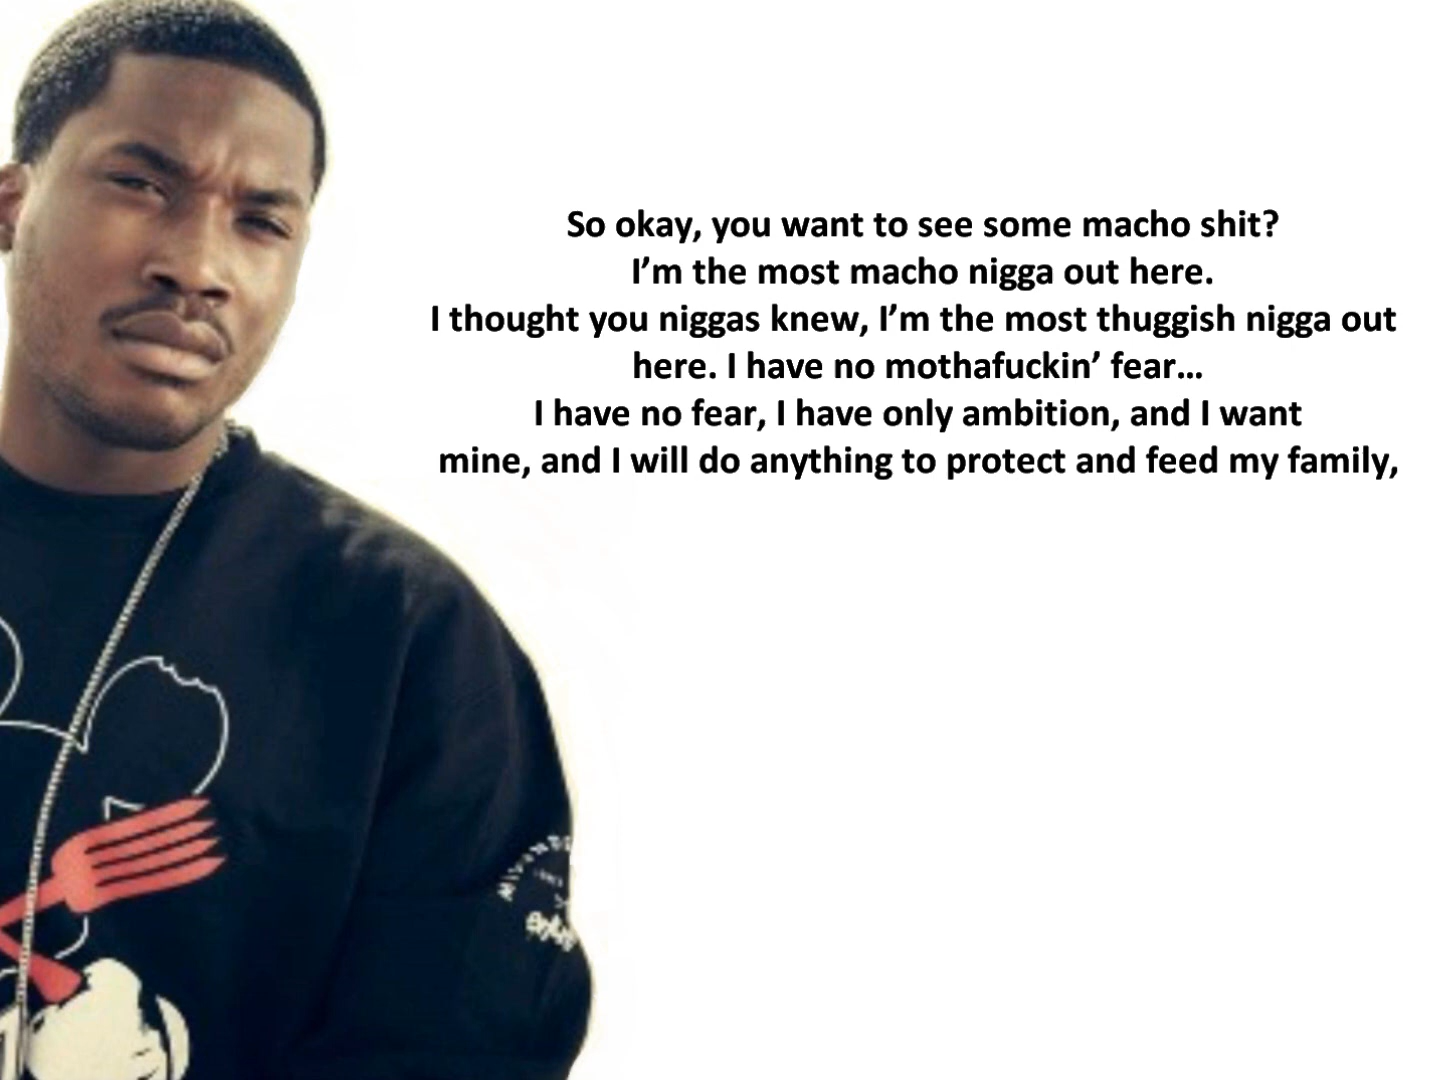 So okay, you want to see some macho shit?
I’m the most macho nigga out here.
I thought you niggas knew, I’m the most thuggish nigga out
here. I have no mothafuckin’ fear...
I have no fear, I have only ambition, and I want
mine, and I will do anything to protect and feed my family,